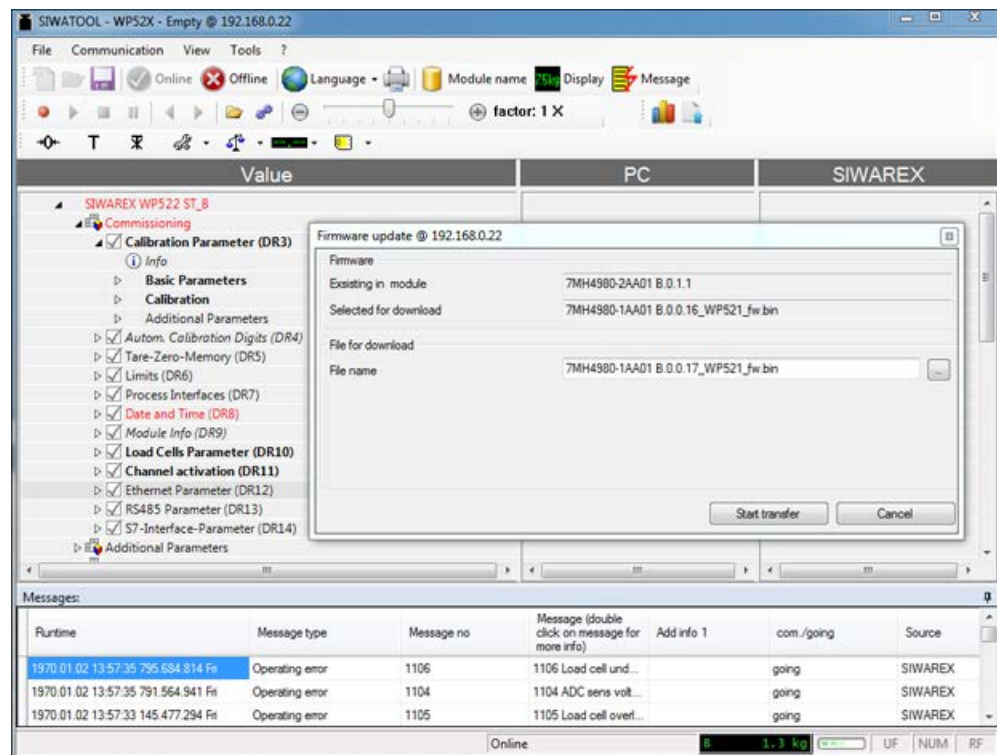 SIWATOOL - WP52X - Empty @ 192.168.0.22
File Communication View Tools ?
Online Offline Language Module name 25kg Display Message
factor: 1 X
T
Value PC SIWAREX
SIWAREX WP522 ST_B
Commissioning
Calibration Parameter (DR3)
Info
Basic Parameters
Calibration
Additional Parameters
Autom. Calibration Digits (DR4)
Tare-Zero-Memory (DR5)
Limits (DR6)
Process Interfaces (DR7)
Date and Time (DR8)
Module Info (DR9)
Load Cells Parameter (DR10)
Channel activation (DR11)
Ethernet Parameter (DR12)
RS485 Parameter (DR13)
S7-Interface-Parameter (DR14)
Additional Parameters
Firmware update @ 192.168.0.22
Firmware
Exsisting in module 7MH4980-2AA01 B.0.1.1
Selected for download 7MH4980-1AA01 B.0.0.16_WP521_fw.bin
File for download
File name 7MH4980-1AA01 B.0.0.17_WP521_fw.bin ...
Start transfer Cancel
Messages:
Runtime Message type Message no Message (double click on message for more info) Add info 1 com./going Source
1970.01.02 13:57:35 795.684.814 Fri Operating error 1106 1106 Load cell und... going SIWAREX
1970.01.02 13:57:35 791.564.941 Fri Operating error 1104 1104 ADC sens volt... going SIWAREX
1970.01.02 13:57:33 145.477.294 Fri Operating error 1105 1105 Load cell overl... going SIWAREX
Online B 1.3 kg UF NUM RF